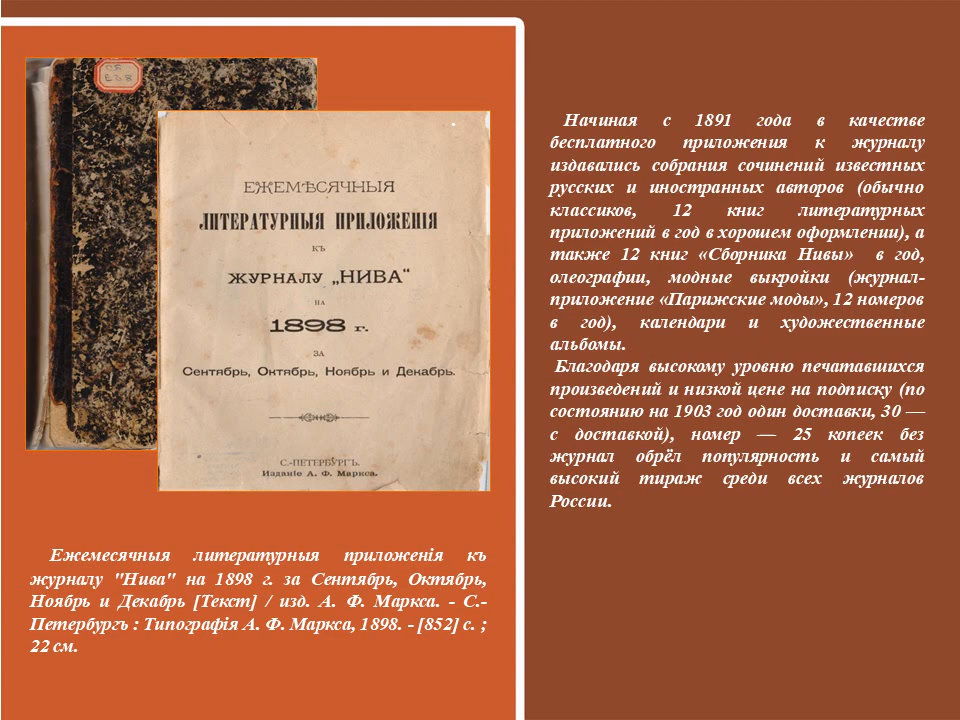 ЕЖЕМѢСЯЧНЫЯ
ЛИТЕРАТУРНЫЯ ПРИЛОЖЕНІЯ
КЪ
ЖУРНАЛУ „НИВА“
НА
1898 г.
ЗА
Сентябрь, Октябрь, Ноябрь и Декабрь.
С.-ПЕТЕРБУРГЪ.
Изданіе А. Ф. Маркса.
Ежемесячныя литературныя приложенія къ
журналу "Нива" на 1898 г. за Сентябрь, Октябрь,
Ноябрь и Декабрь [Текст] / изд. А. Ф. Маркса. - С.-
Петербургъ : Типографія А. Ф. Маркса, 1898. - [852] с. ;
22 см.
Начиная с 1891 года в качестве
бесплатного приложения к журналу
издавались собрания сочинений известных
русских и иностранных авторов (обычно
классиков, 12 книг литературных
приложений в год в хорошем оформлении), а
также 12 книг «Сборника Нивы» в год,
олеографии, модные выкройки (журнал-
приложение «Парижские моды», 12 номеров
в год), календари и художественные
альбомы.
Благодаря высокому уровню печатавшихся
произведений и низкой цене на подписку (по
состоянию на 1903 год один доставки, 30 —
с доставкой), номер — 25 копеек без
журнал обрёл популярность и самый
высокий тираж среди всех журналов
России.